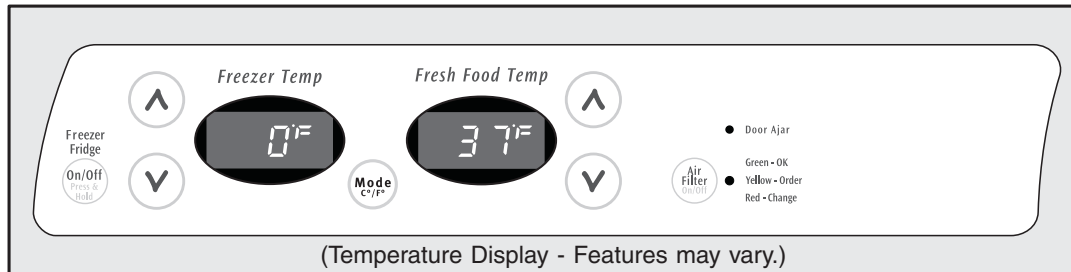 Freezer Temp
Fresh Food Temp
Freezer
Fridge
On/Off
Press &
Hold
0°F
Mode
C°/F°
37°F
Door Ajar
Air
Filter
On/Off
Green - OK
Yellow - Order
Red - Change
(Temperature Display - Features may vary.)